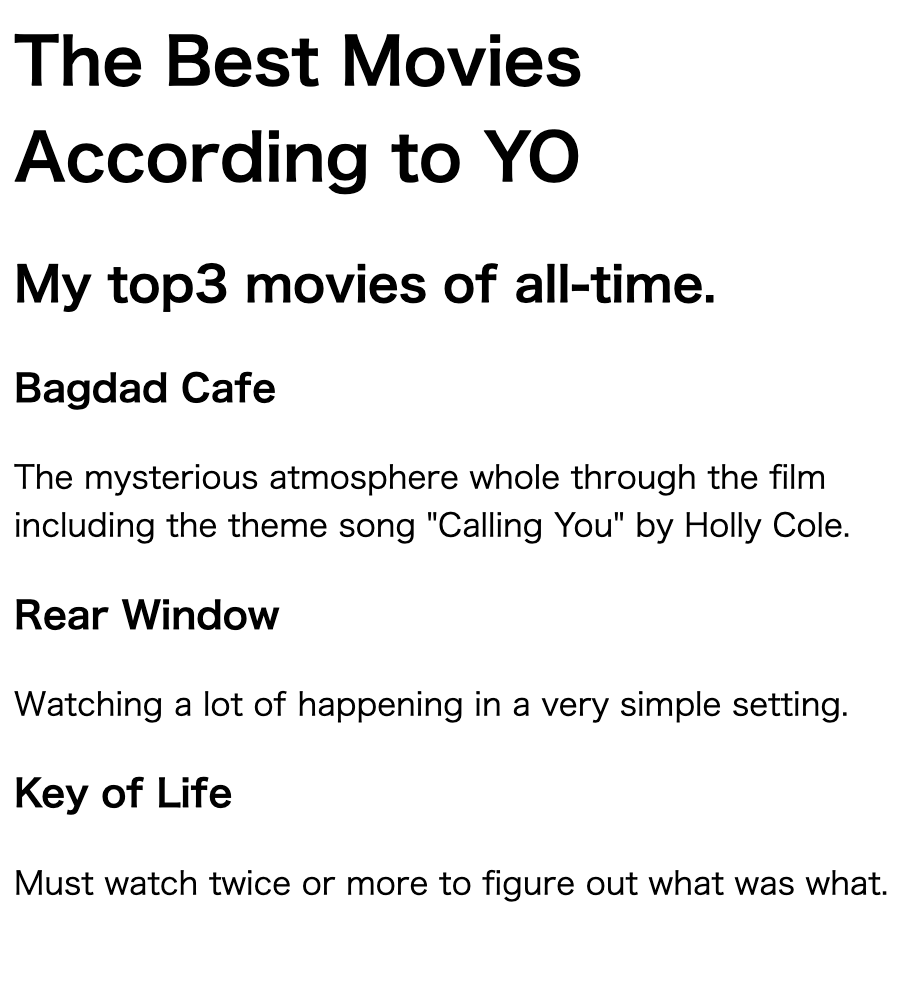 The Best Movies
According to YO
My top3 movies of all-time.
Bagdad Cafe
The mysterious atmosphere whole through the film
including the theme song "Calling You" by Holly Cole.
Rear Window
Watching a lot of happening in a very simple setting.
Key of Life
Must watch twice or more to figure out what was what.